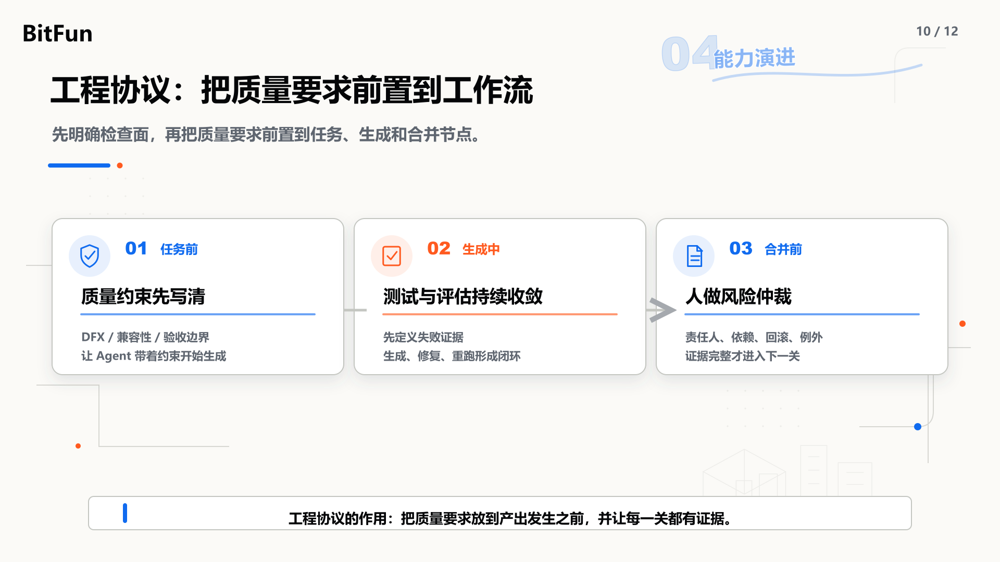 BitFun
10 / 12
04 能力演进
工程协议：把质量要求前置到工作流
先明确检查面，再把质量要求前置到任务、生成和合并节点。
01 任务前
质量约束先写清
DFX / 兼容性 / 验收边界
让 Agent 带着约束开始生成
02 生成中
测试与评估持续收敛
先定义失败证据
生成、修复、重跑形成闭环
03 合并前
人做风险仲裁
责任人、依赖、回滚、例外
证据完整才进入下一关
工程协议的作用：把质量要求放到产出发生之前，并让每一关都有证据。